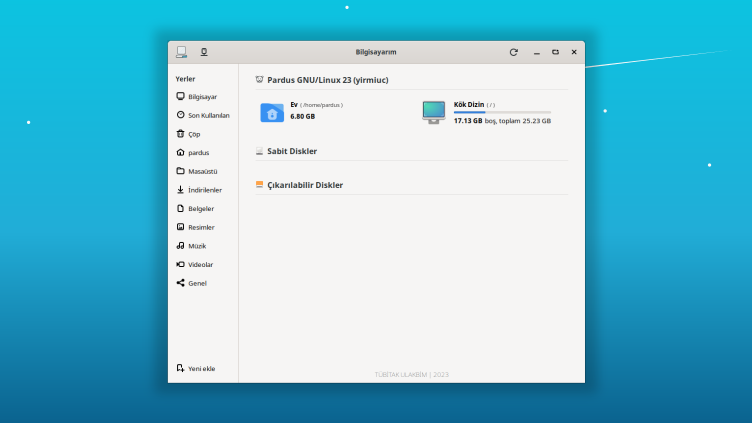 Bilgisayarım
Yerler
Bilgisayar
Son Kullanılan
Çöp
pardus
Masaüstü
İndirilenler
Belgeler
Resimler
Müzik
Videolar
Genel
Yeni ekle
Pardus GNU/Linux 23 (yirmiuc)
Ev ( /home/pardus )
6.80 GB
Kök Dizin ( / )
17.13 GB boş, toplam 25.23 GB
Sabit Diskler
Çıkarılabilir Diskler
TÜBİTAK ULAKBİM | 2023